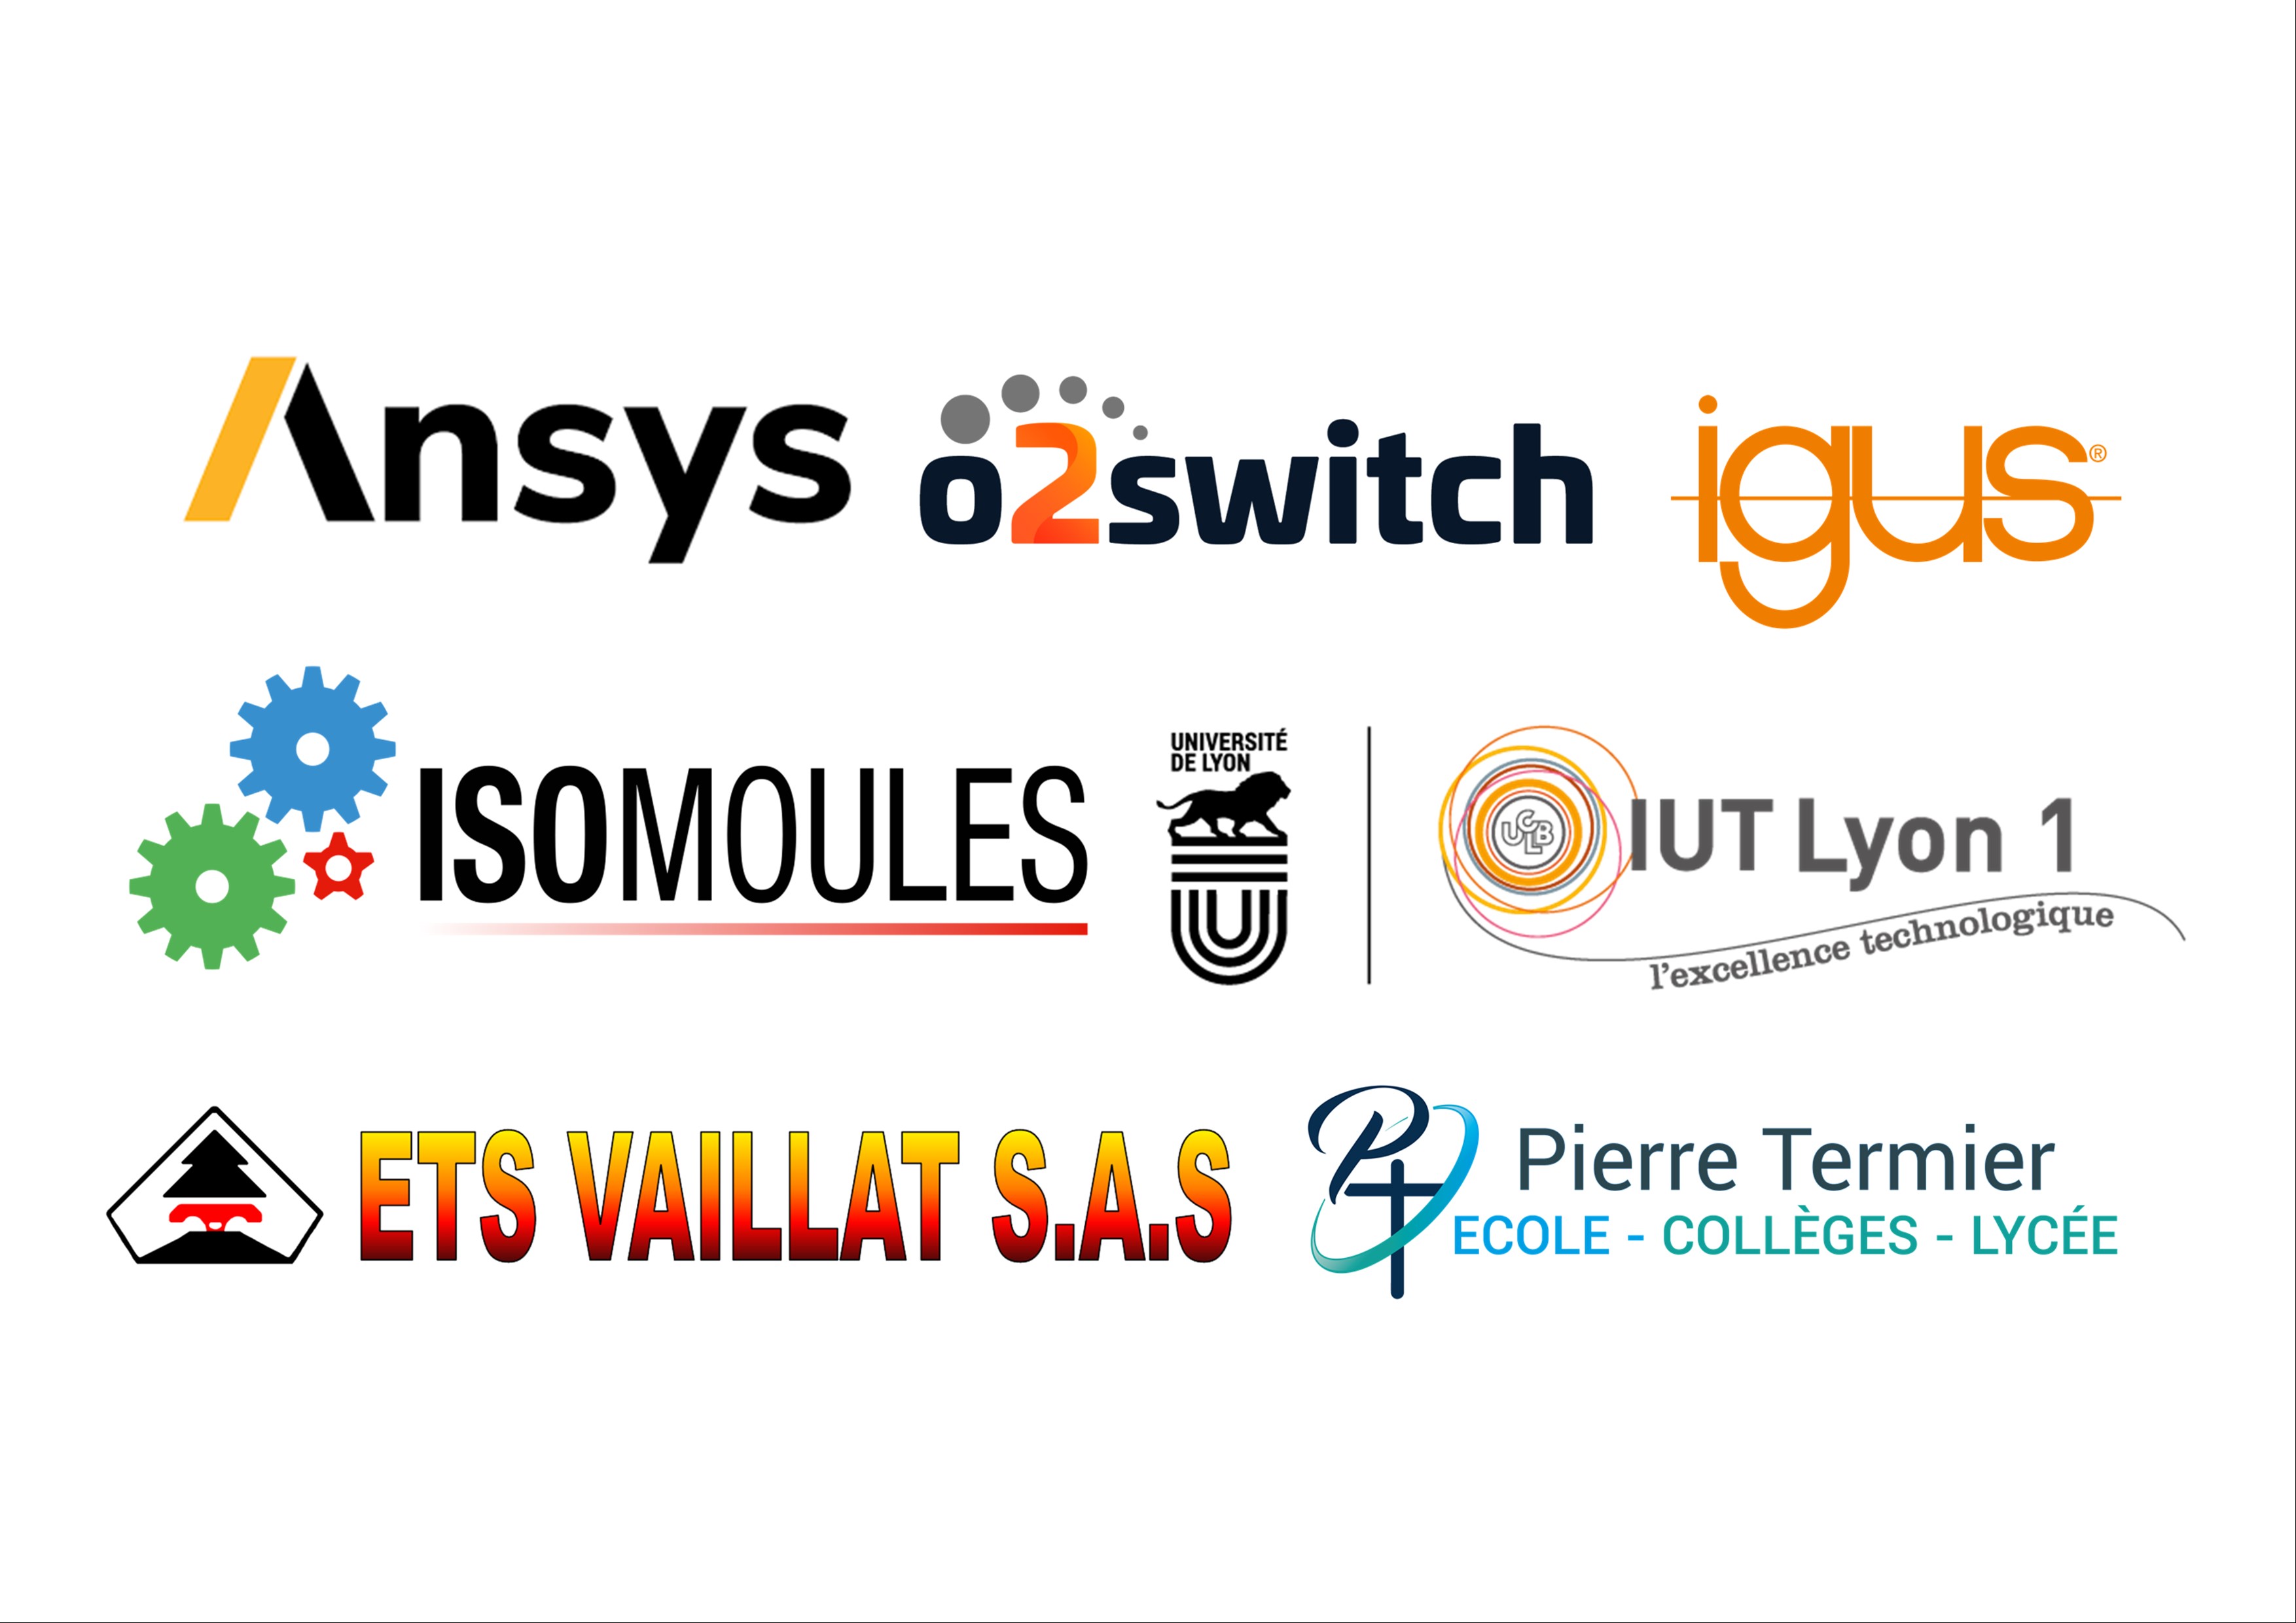 Ansys
o2switch
igus®
ISOMOULES
UNIVERSITÉ
DE LYON
UCBL
IUT Lyon 1
l'excellence technologique
ETS VAILLAT S.A.S
Pierre Termier
ECOLE - COLLÈGES - LYCÉE